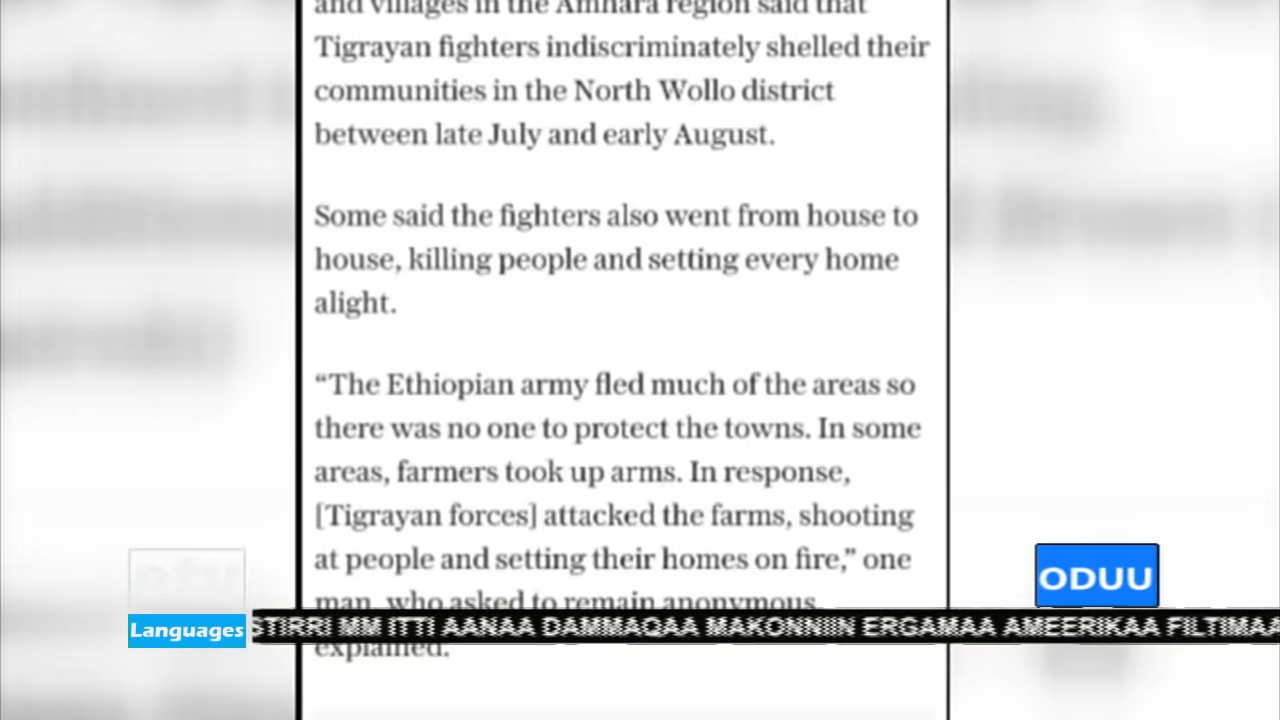 and villages in the Amhara region said that
Tigrayan fighters indiscriminately shelled their
communities in the North Wollo district
between late July and early August.
Some said the fighters also went from house to
house, killing people and setting every home
alight.
“The Ethiopian army fled much of the areas so
there was no one to protect the towns. In some
areas, farmers took up arms. In response,
[Tigrayan forces] attacked the farms, shooting
at people and setting their homes on fire,” one
man, who asked to remain anonymous,
explained.
ofn
ODUU
Languages
STIRRI MM ITTI AANAA DAMMAQAA MAKONNIIN ERGAMAA AMEERIKAA FILTIMAA